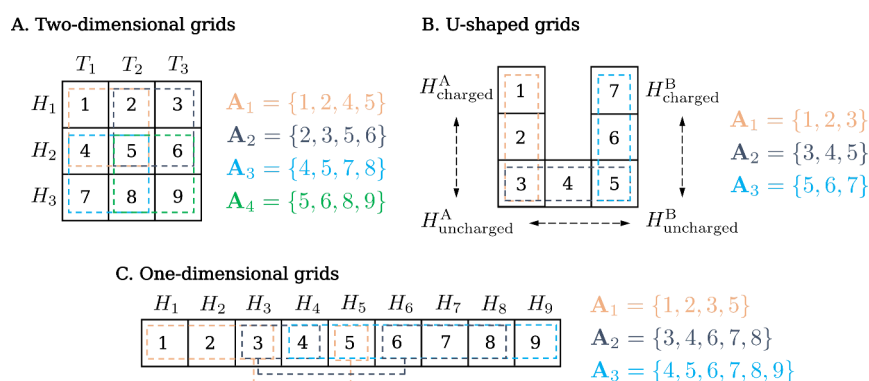 A. Two-dimensional grids
T₁ T₂ T₃
H₁ 1 2 3
H₂ 4 5 6
H₃ 7 8 9
A₁ = {1, 2, 4, 5}
A₂ = {2, 3, 5, 6}
A₃ = {4, 5, 7, 8}
A₄ = {5, 6, 8, 9}
B. U-shaped grids
H^A_charged 1 7 H^B_charged
2 6
3 4 5
H^A_uncharged H^B_uncharged
A₁ = {1, 2, 3}
A₂ = {3, 4, 5}
A₃ = {5, 6, 7}
C. One-dimensional grids
H₁ H₂ H₃ H₄ H₅ H₆ H₇ H₈ H₉
1 2 3 4 5 6 7 8 9
A₁ = {1, 2, 3, 5}
A₂ = {3, 4, 6, 7, 8}
A₃ = {4, 5, 6, 7, 8, 9}